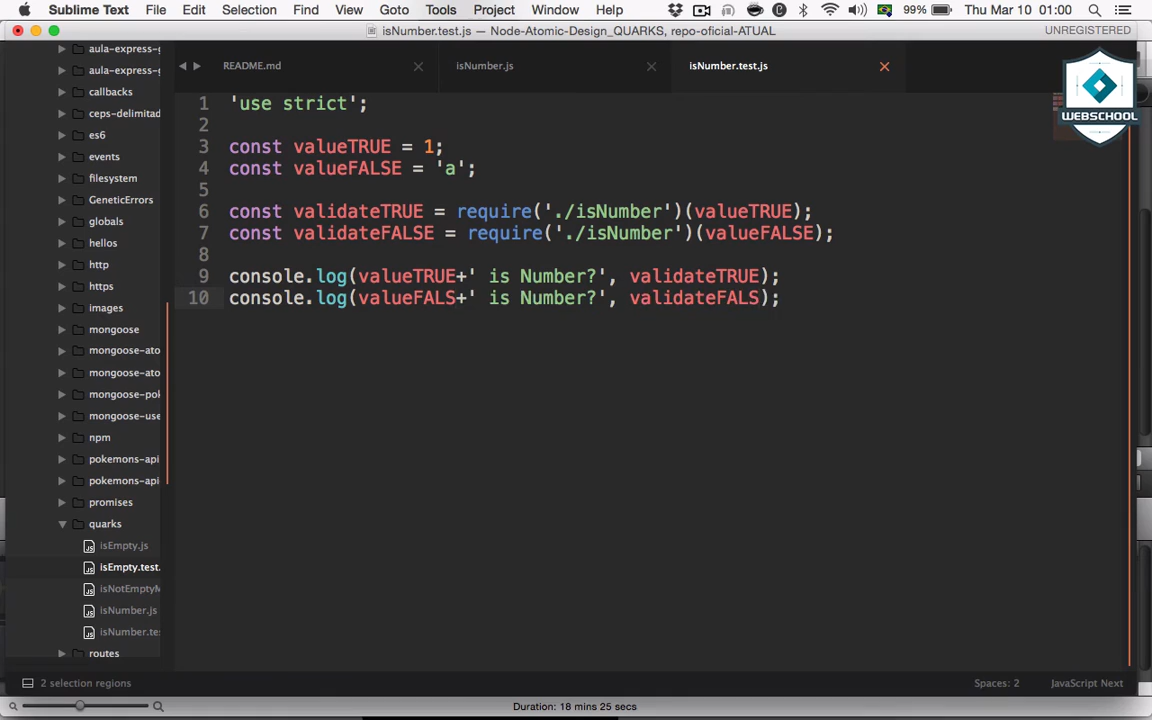 Sublime Text File Edit Selection Find View Goto Tools Project Window Help 99% Thu Mar 10 01:00
isNumber.test.js — Node-Atomic-Design_QUARKS, repo-oficial-ATUAL UNREGISTERED
README.md isNumber.js isNumber.test.js
WEBSCHOOL
aula-express-g
aula-express-g
callbacks
ceps-delimitad
es6
events
filesystem
GeneticErrors
globals
hellos
http
https
images
mongoose
mongoose-ato
mongoose-ato
mongoose-pok
mongoose-use
npm
pokemons-api
pokemons-api
promises
quarks
isEmpty.js
isEmpty.test.
isNotEmptyM
isNumber.js
isNumber.te
routes
1 'use strict';
2
3 const valueTRUE = 1;
4 const valueFALSE = 'a';
5
6 const validateTRUE = require('./isNumber')(valueTRUE);
7 const validateFALSE = require('./isNumber')(valueFALSE);
8
9 console.log(valueTRUE+' is Number?', validateTRUE);
10 console.log(valueFALS+' is Number?', validateFALS);
2 selection regions Spaces: 2 JavaScript Next
Duration: 18 mins 25 secs